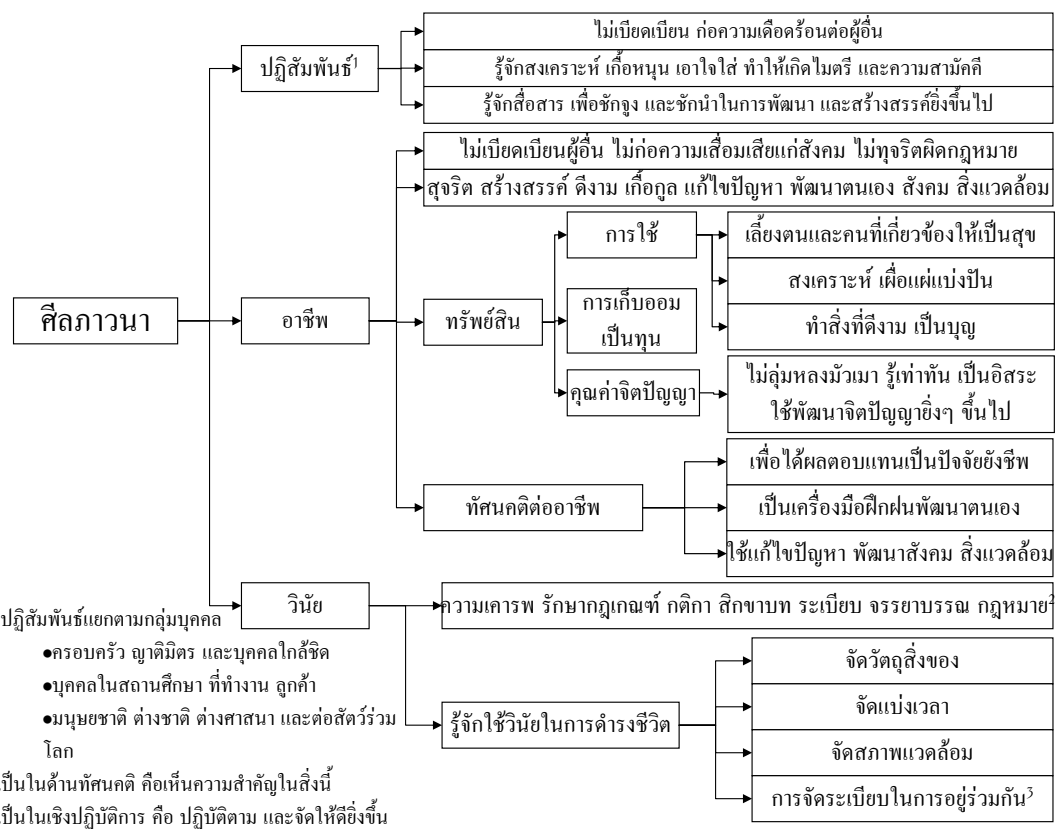 ไม่เบียดเบียน ก่อความเดือดร้อนต่อผู้อื่น
ปฏิสัมพันธ์1
รู้จักสงเคราะห์ เกื้อหนุน เอาใจใส่ ทำให้เกิดไมตรี และความสามัคคี
รู้จักสื่อสาร เพื่อชักจูง และชักนำในการพัฒนา และสร้างสรรค์ยิ่งขึ้นไป
ไม่เบียดเบียนผู้อื่น ไม่ก่อความเสื่อมเสียแก่สังคม ไม่ทุจริตผิดกฎหมาย
สุจริต สร้างสรรค์ ดีงาม เกื้อกูล แก้ไขปัญหา พัฒนาตนเอง สังคม สิ่งแวดล้อม
การใช้
เลี้ยงตนและคนที่เกี่ยวข้องให้เป็นสุข
สงเคราะห์ เผื่อแผ่แบ่งปัน
ทำสิ่งที่ดีงาม เป็นบุญ
ศีลภาวนา
อาชีพ
ทรัพย์สิน
การเก็บออม
เป็นทุน
คุณค่าจิตปัญญา
ไม่ลุ่มหลงมัวเมา รู้เท่าทัน เป็นอิสระ
ใช้พัฒนาจิตปัญญายิ่งๆ ขึ้นไป
ทัศนคติต่ออาชีพ
เพื่อได้ผลตอบแทนเป็นปัจจัยยังชีพ
เป็นเครื่องมือฝึกฝนพัฒนาตนเอง
ใช้แก้ไขปัญหา พัฒนาสังคม สิ่งแวดล้อม
วินัย
ความเคารพ รักษากฎเกณฑ์ กติกา สิกขาบท ระเบียบ จรรยาบรรณ กฎหมาย2
รู้จักใช้วินัยในการดำรงชีวิต
จัดวัตถุสิ่งของ
จัดแบ่งเวลา
จัดสภาพแวดล้อม
การจัดระเบียบในการอยู่ร่วมกัน3
ปฏิสัมพันธ์แยกตามกลุ่มบุคคล
●ครอบครัว ญาติมิตร และบุคคลใกล้ชิด
●บุคคลในสถานศึกษา ที่ทำงาน ลูกค้า
●มนุษยชาติ ต่างชาติ ต่างศาสนา และต่อสัตว์ร่วม
โลก
เป็นในด้านทัศนคติ คือเห็นความสำคัญในสิ่งนี้
เป็นในเชิงปฏิบัติการ คือ ปฏิบัติตาม และจัดให้ดียิ่งขึ้น